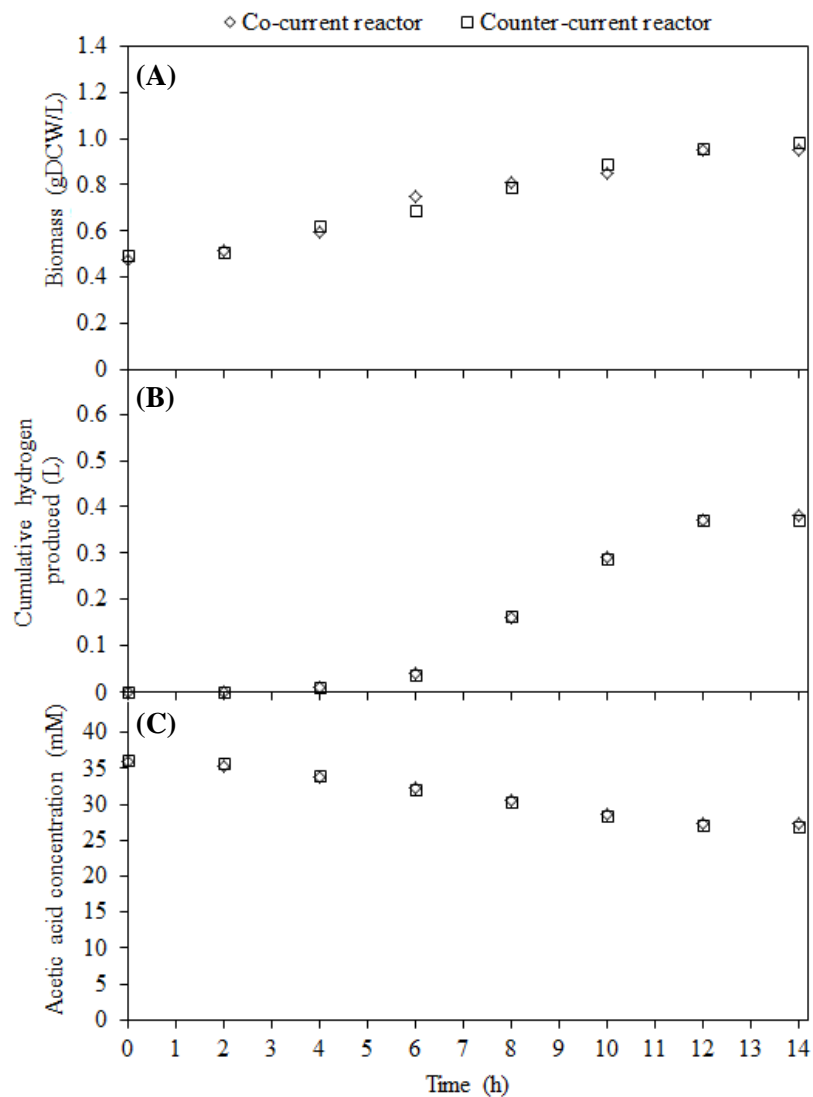 Co-current reactor Counter-current reactor
(A)
Biomass (gDCW/L)
1.4
1.2
1.0
0.8
0.6
0.4
0.2
0
(B)
Cumulative hydrogen
produced (L)
0.6
0.5
0.4
0.3
0.2
0.1
0
(C)
Acetic acid concentration (mM)
40
35
30
25
20
15
10
5
0
0 1 2 3 4 5 6 7 8 9 10 11 12 13 14
Time (h)